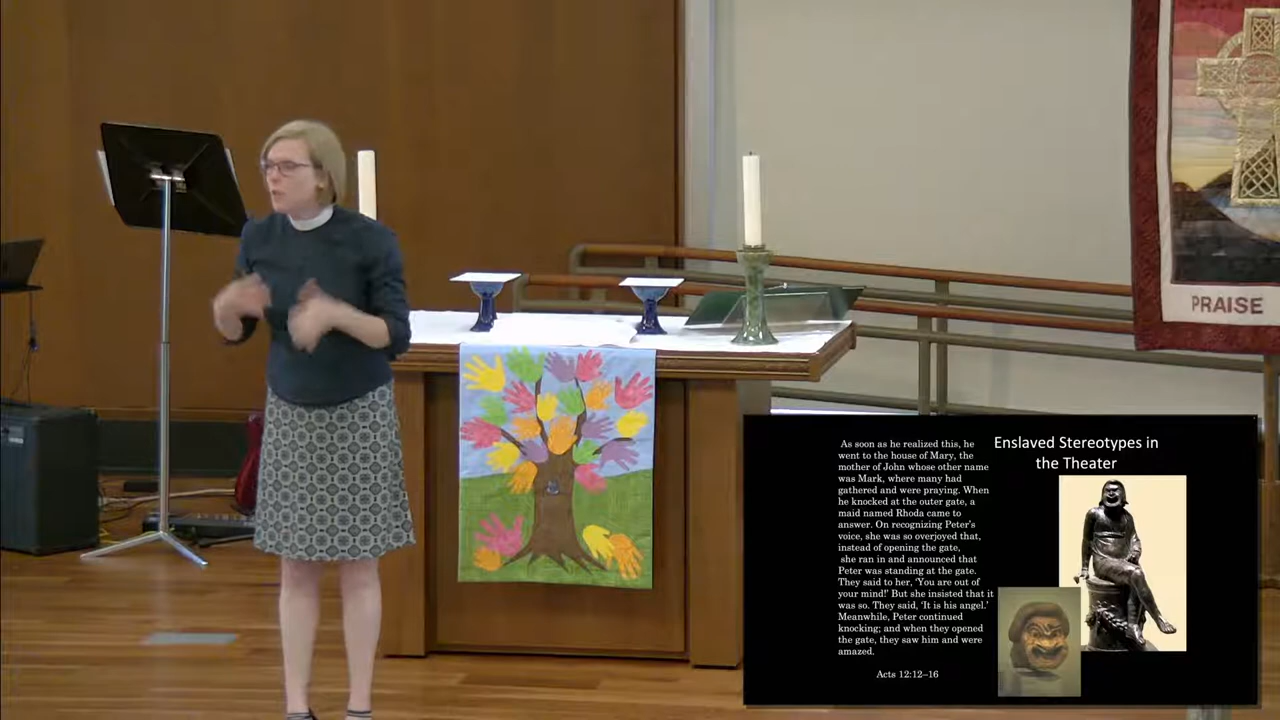 PRAISE
Enslaved Stereotypes in
the Theater
As soon as he realized this, he
went to the house of Mary, the
mother of John whose other name
was Mark, where many had
gathered and were praying. When
he knocked at the outer gate, a
maid named Rhoda came to
answer. On recognizing Peter’s
voice, she was so overjoyed that,
instead of opening the gate,
she ran in and announced that
Peter was standing at the gate.
They said to her, ‘You are out of
your mind!’ But she insisted that it
was so. They said, ‘It is his angel.’
Meanwhile, Peter continued
knocking; and when they opened
the gate, they saw him and were
amazed.
Acts 12:12–16